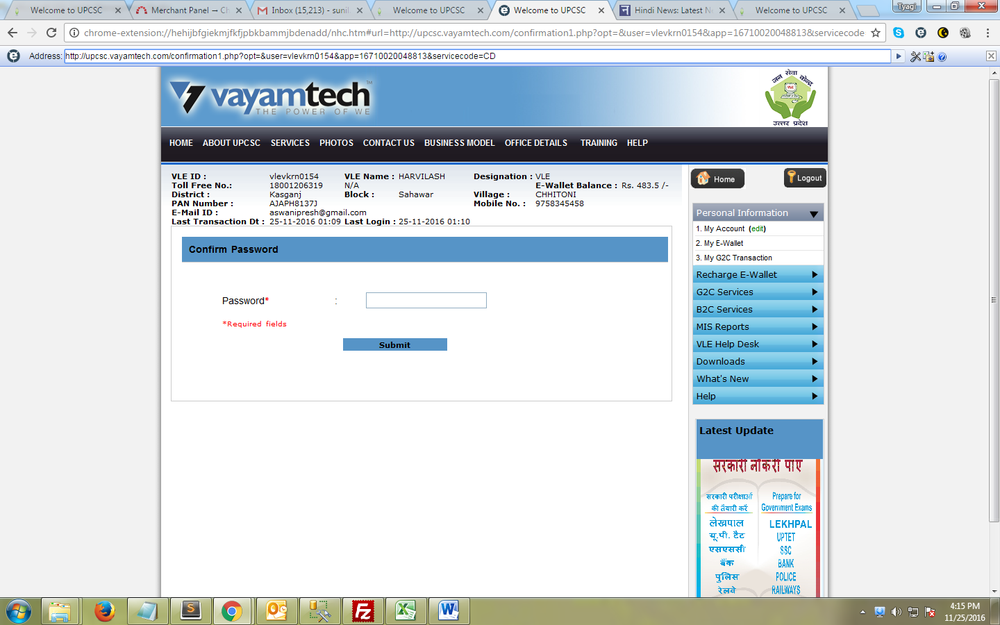 Welcome to UPCSC
Merchant Panel → Ch
Inbox (15,213) - sunil
Welcome to UPCSC
Welcome to UPCSC
Hindi News: Latest N
Welcome to UPCSC
Tyagi
chrome-extension://hehijbfgiekmjfkfjpbkbammjbdenadd/nhc.htm#url=http://upcsc.vayamtech.com/confirmation1.php?opt=&user=vlevkrn0154&app=16710020048813&servicecode
Address: http://upcsc.vayamtech.com/confirmation1.php?opt=&user=vlevkrn0154&app=16710020048813&servicecode=CD
vayamtech
THE POWER OF WE
जन सेवा केन्द्र
VLE
उत्तर प्रदेश
HOME ABOUT UPCSC SERVICES PHOTOS CONTACT US BUSINESS MODEL OFFICE DETAILS TRAINING HELP
VLE ID : vlevkrn0154 VLE Name : HARVILASH Designation : VLE
Toll Free No.: 18001206319 N/A E-Wallet Balance : Rs. 483.5 /-
District : Kasganj Block : Sahawar Village : CHHITONI
PAN Number : AJAPH8137J Mobile No. : 9758345458
E-Mail ID : aswanipresh@gmail.com
Last Transaction Dt : 25-11-2016 01:09 Last Login : 25-11-2016 01:10
Confirm Password
Password* :
*Required fields
Submit
Home
Logout
Personal Information
1. My Account (edit)
2. My E-Wallet
3. My G2C Transaction
Recharge E-Wallet
G2C Services
B2C Services
MIS Reports
VLE Help Desk
Downloads
What's New
Help
Latest Update
सरकारी नौकरी पाएं
सरकारी परीक्षाओं
की तैयारी करें
लेखपाल
यू.पी. टैट
एसएससी
बैंक
पुलिस
रेलवे
Prepare for
Government Exams
LEKHPAL
UPTET
SSC
BANK
POLICE
RAILWAYS
4:15 PM
11/25/2016